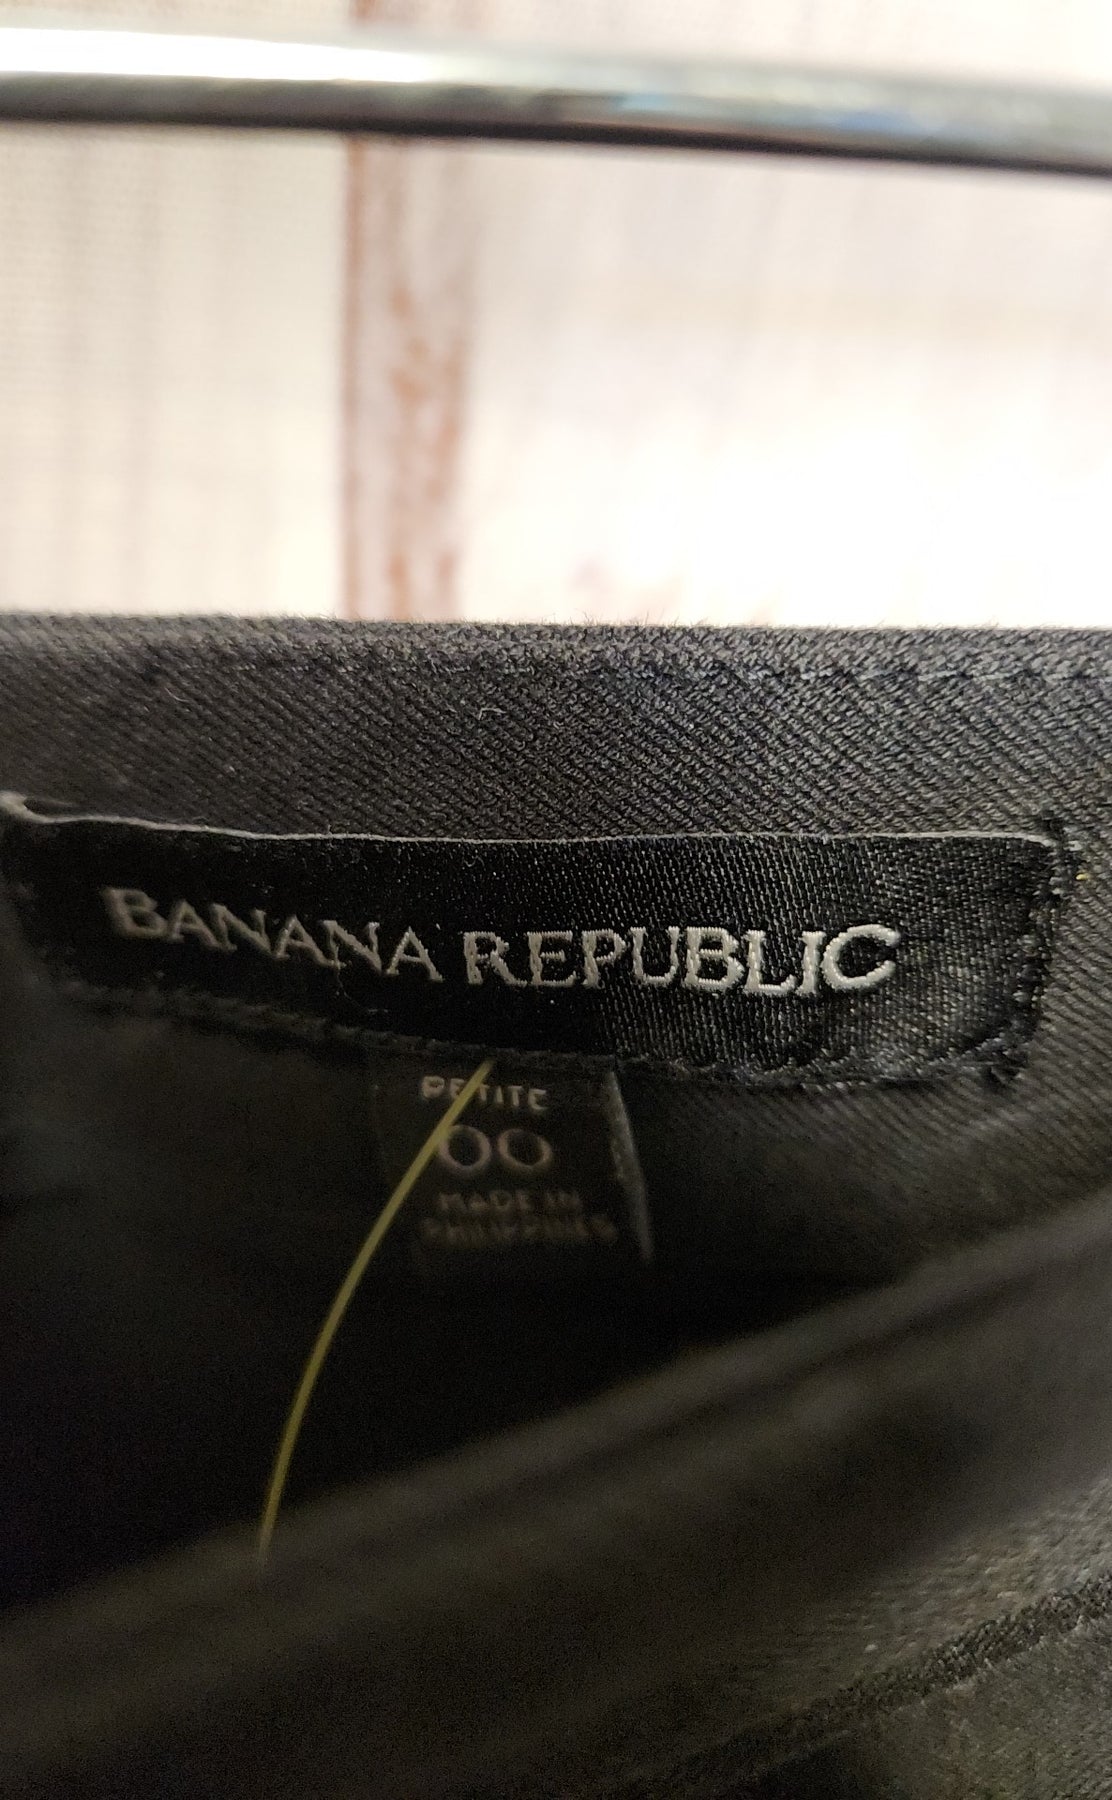 BANANA REPUBLIC
PETITE
00
MADE IN
PHILIPPINES